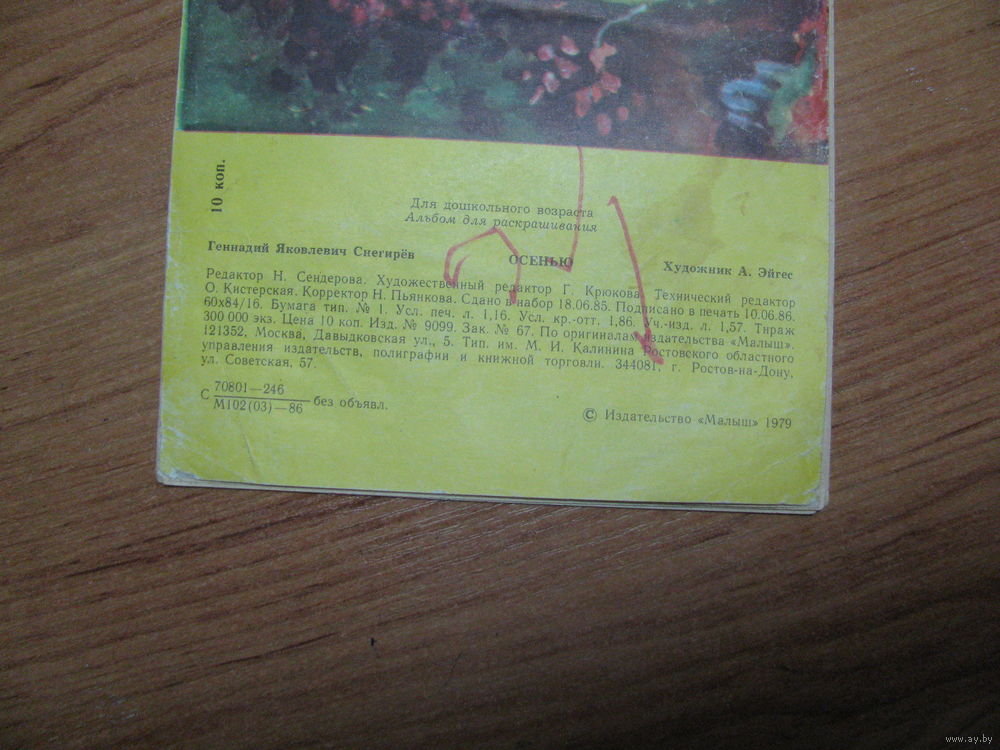 10 коп.
Для дошкольного возраста
Альбом для раскрашивания
Геннадий Яковлевич Снегирёв ОСЕНЬЮ Художник А. Эйгес
Редактор Н. Сендерова. Художественный редактор Г. Крюкова. Технический редактор
О. Кистерская. Корректор Н. Пьянкова. Сдано в набор 18.06.85. Подписано в печать 10.06.86.
60х84/16. Бумага тип. № 1. Усл. печ. л. 1,16. Усл. кр.-отт. 1,86. Уч.-изд. л. 1,57. Тираж
300 000 экз. Цена 10 коп. Изд. № 9099. Зак. № 67. По оригиналам издательства «Малыш».
121352, Москва, Давыдковская ул., 5. Тип. им. М. И. Калинина Ростовского областного
управления издательств, полиграфии и книжной торговли. 344081, г. Ростов-на-Дону,
ул. Советская, 57.
С 70801—246
М102(03)—86 без объявл.
© Издательство «Малыш» 1979
www.ay.by